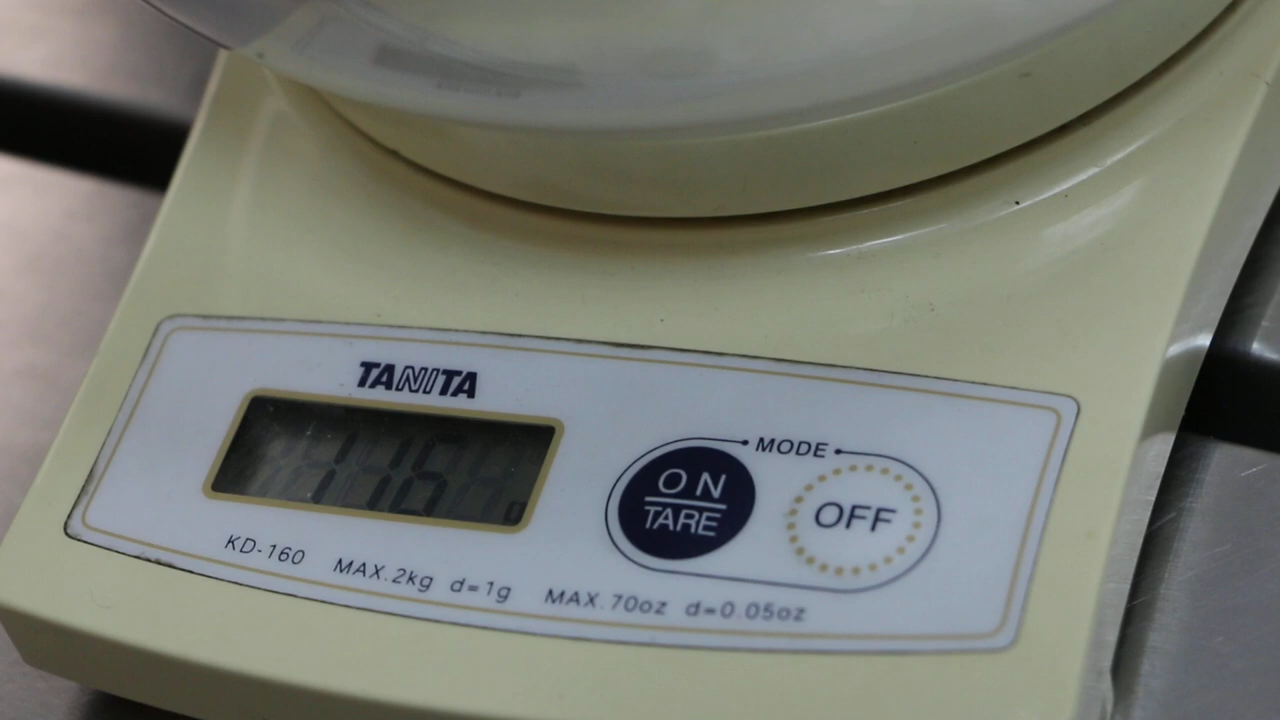 TANITA
MODE
ON
TARE
OFF
KD-160 MAX.2kg d=1g MAX.70oz d=0.05oz